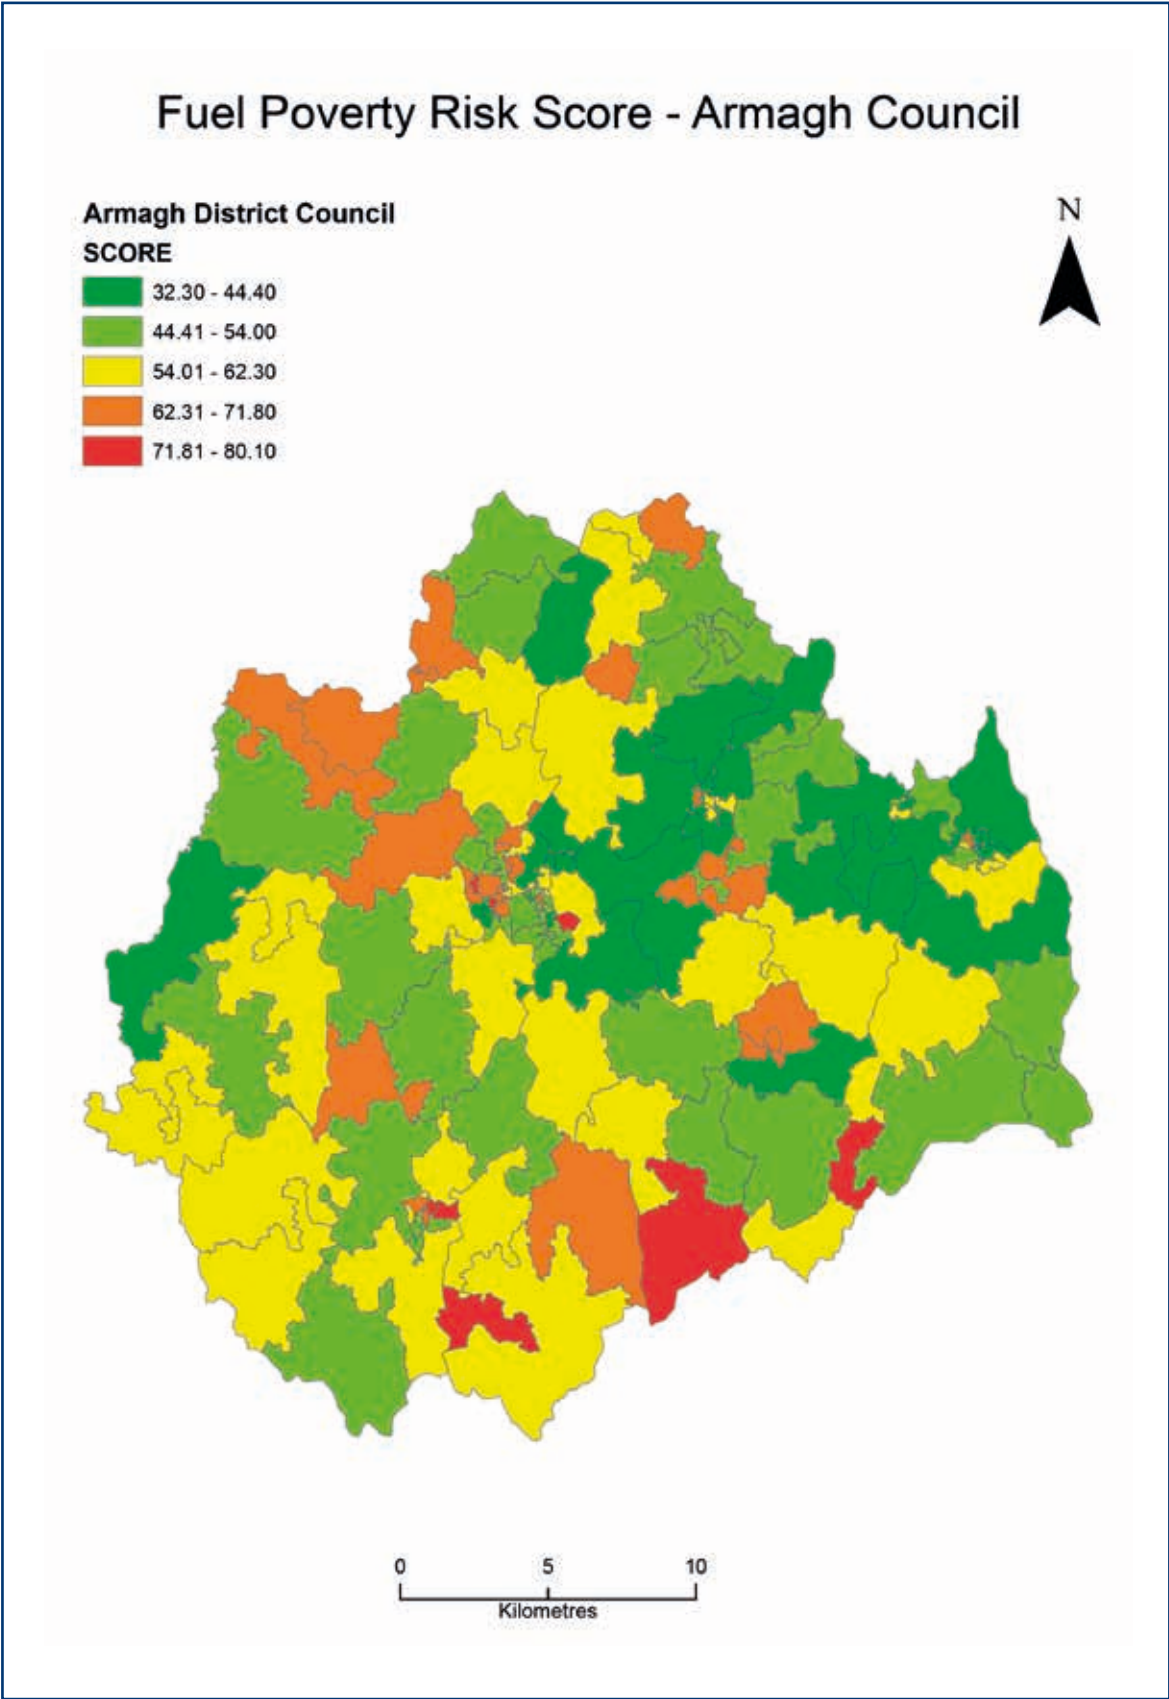 Fuel Poverty Risk Score - Armagh Council
Armagh District Council
SCORE
32.30 - 44.40
44.41 - 54.00
54.01 - 62.30
62.31 - 71.80
71.81 - 80.10
N
0 5 10
Kilometres